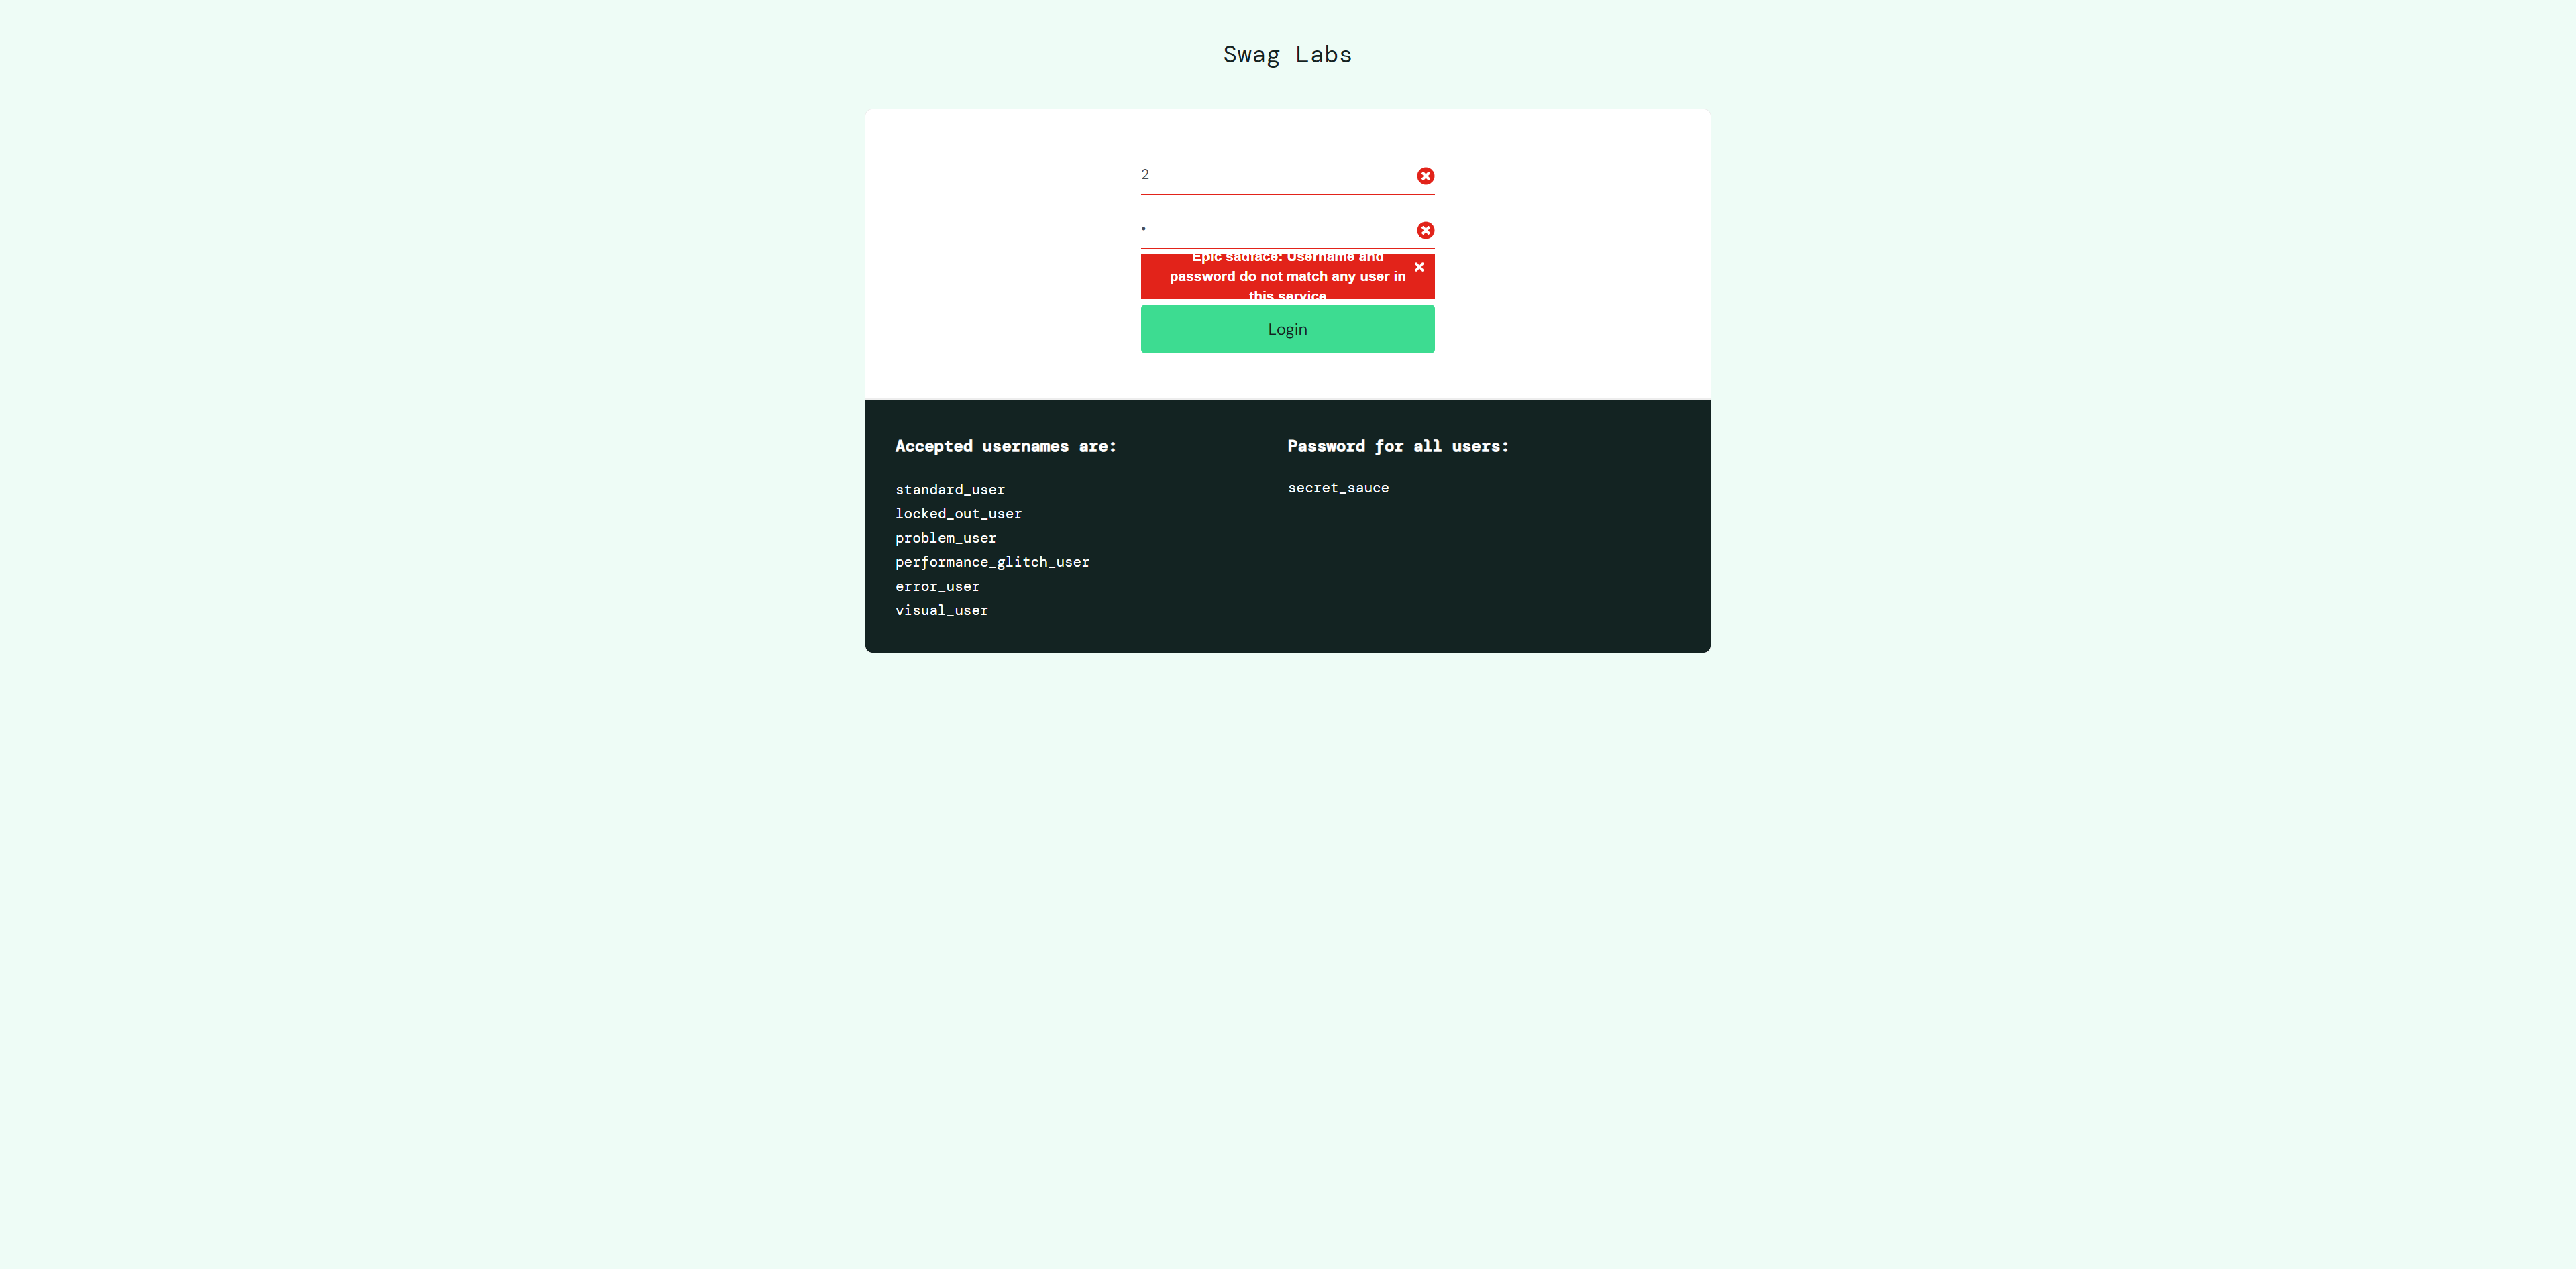 Swag Labs
2
•
Epic sadface: Username and
password do not match any user in
this service
Login
Accepted usernames are:
standard_user
locked_out_user
problem_user
performance_glitch_user
error_user
visual_user
Password for all users:
secret_sauce